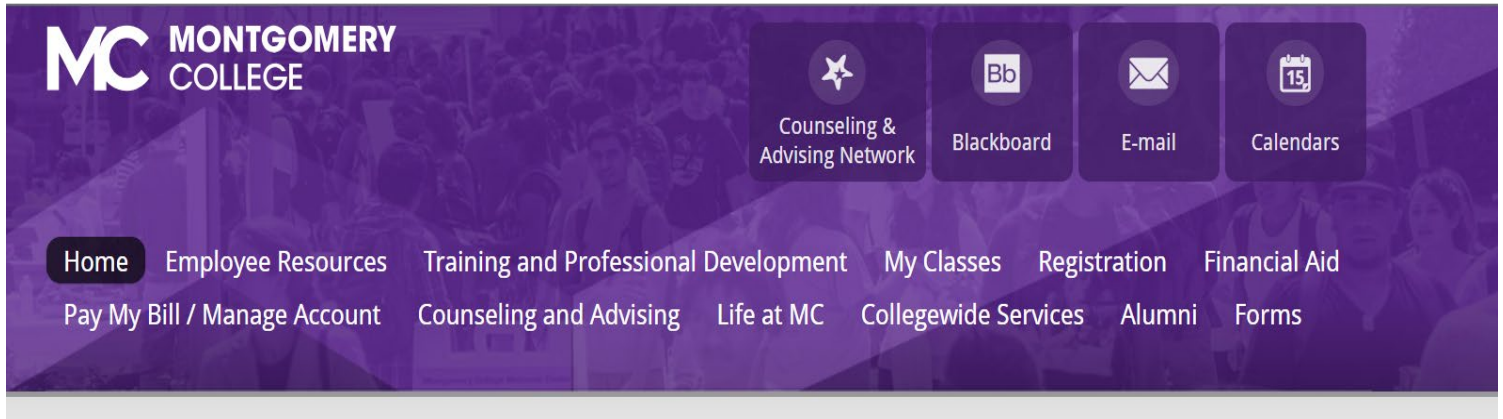 MC MONTGOMERY
COLLEGE
Counseling &
Advising Network
Bb
Blackboard
E-mail
15
Calendars
Home Employee Resources Training and Professional Development My Classes Registration Financial Aid
Pay My Bill / Manage Account Counseling and Advising Life at MC Collegewide Services Alumni Forms